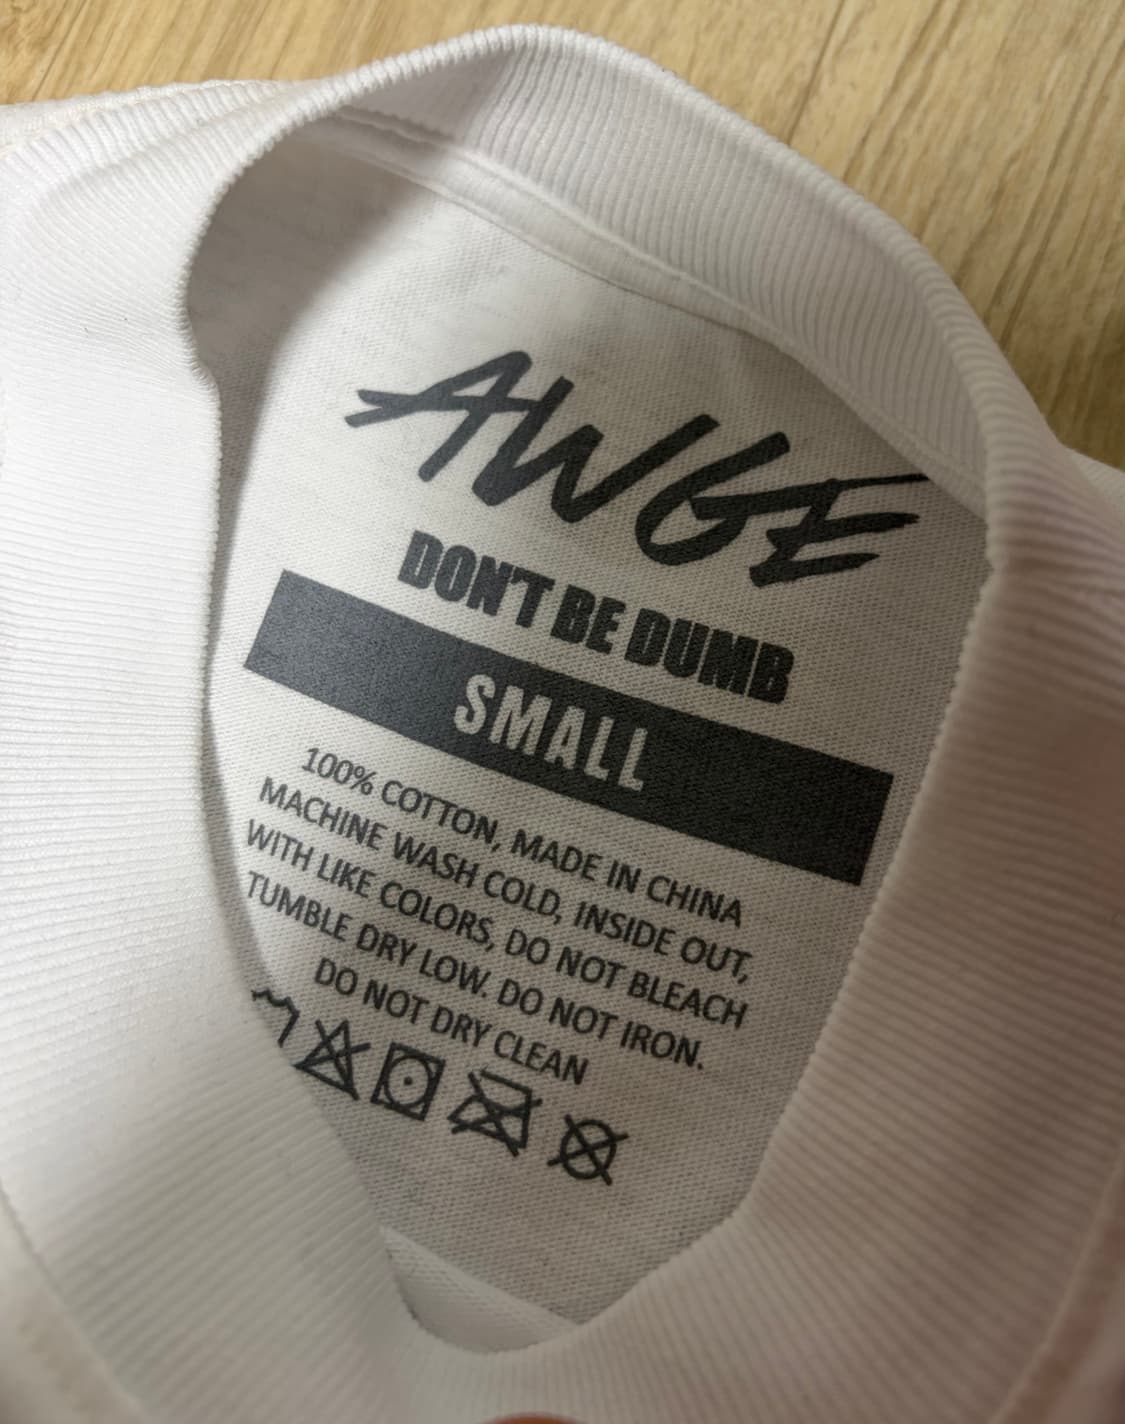 AWGE
DON'T BE DUMB
SMALL
100% COTTON, MADE IN CHINA
MACHINE WASH COLD, INSIDE OUT,
WITH LIKE COLORS, DO NOT BLEACH
TUMBLE DRY LOW. DO NOT IRON.
DO NOT DRY CLEAN